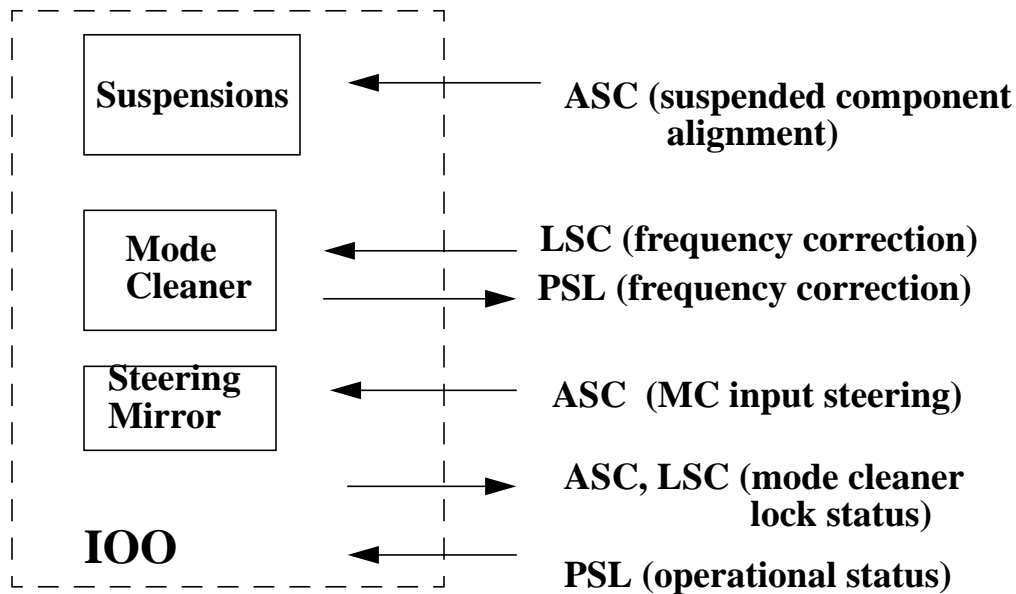 Suspensions
ASC (suspended component
alignment)
Mode
Cleaner
LSC (frequency correction)
PSL (frequency correction)
Steering
Mirror
ASC (MC input steering)
ASC, LSC (mode cleaner
lock status)
IOO
PSL (operational status)